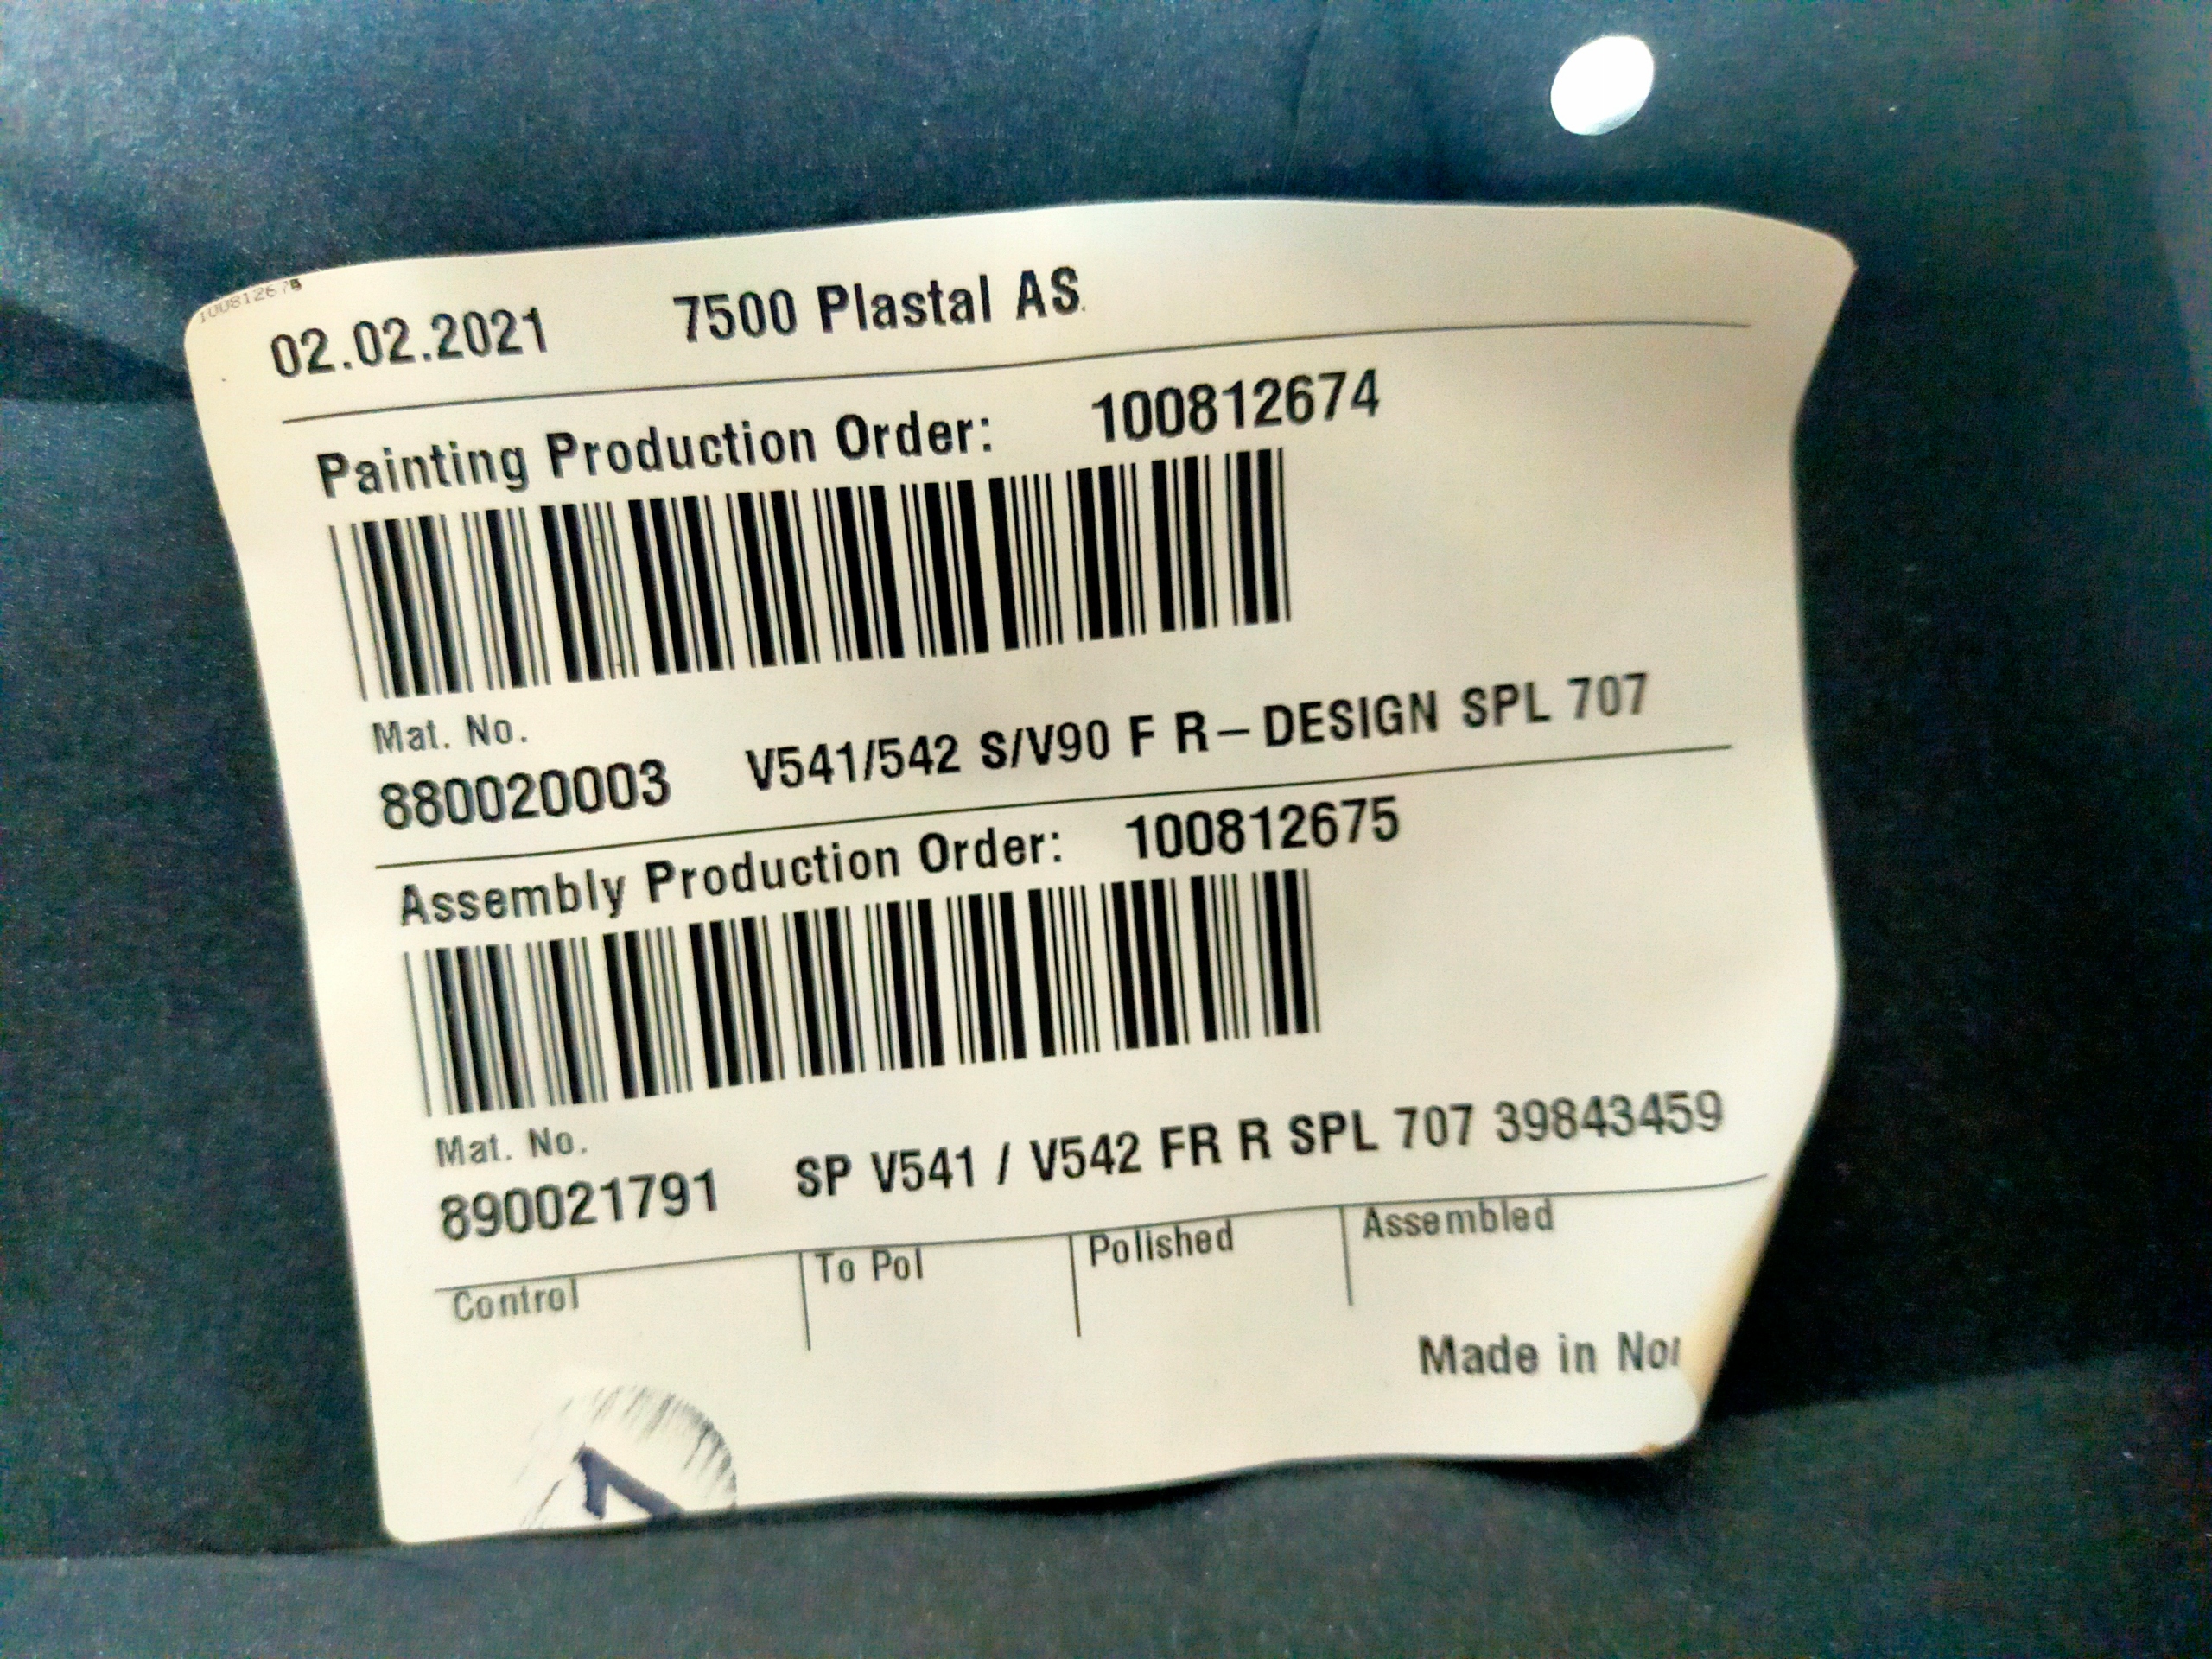 100812675
02.02.2021 7500 Plastal AS
Painting Production Order: 100812674
Mat. No.
880020003 V541/542 S/V90 F R-DESIGN SPL 707
Assembly Production Order: 100812675
Mat. No.
890021791 SP V541 / V542 FR R SPL 707 39843459
Control To Pol Polished Assembled
Made in Nor